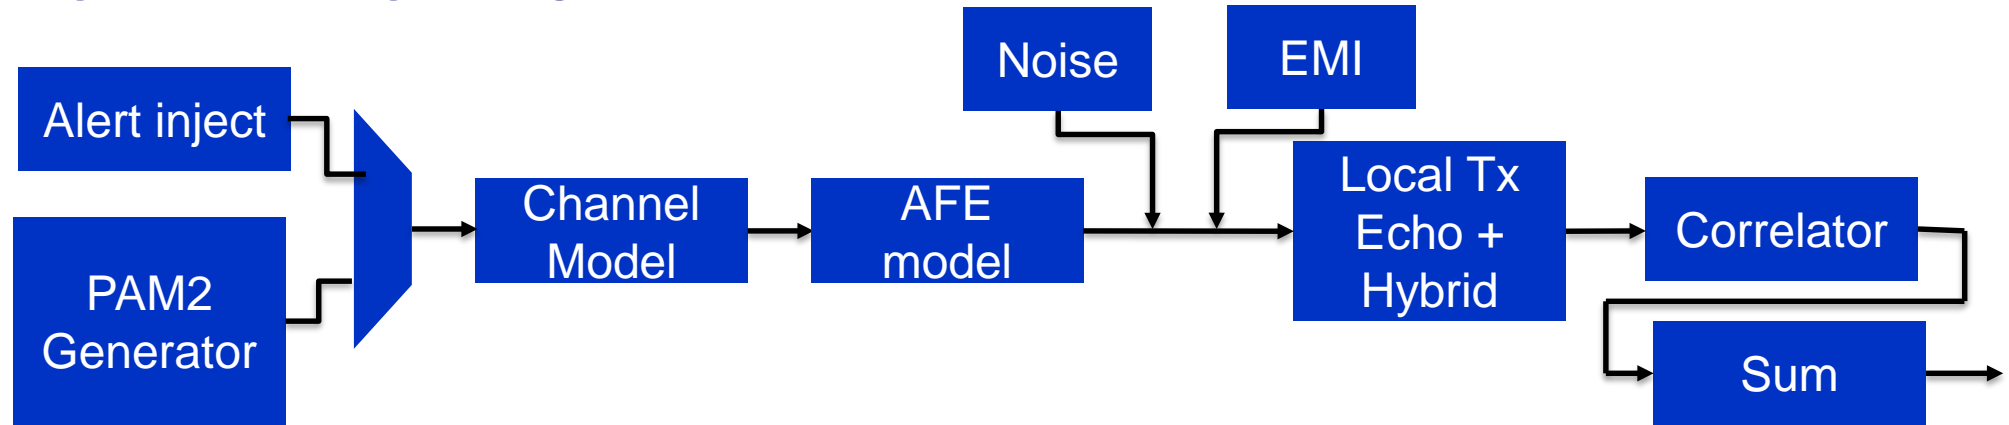 Alert inject
PAM2
Generator
Channel
Model
AFE
model
Noise
EMI
Local Tx
Echo +
Hybrid
Correlator
Sum